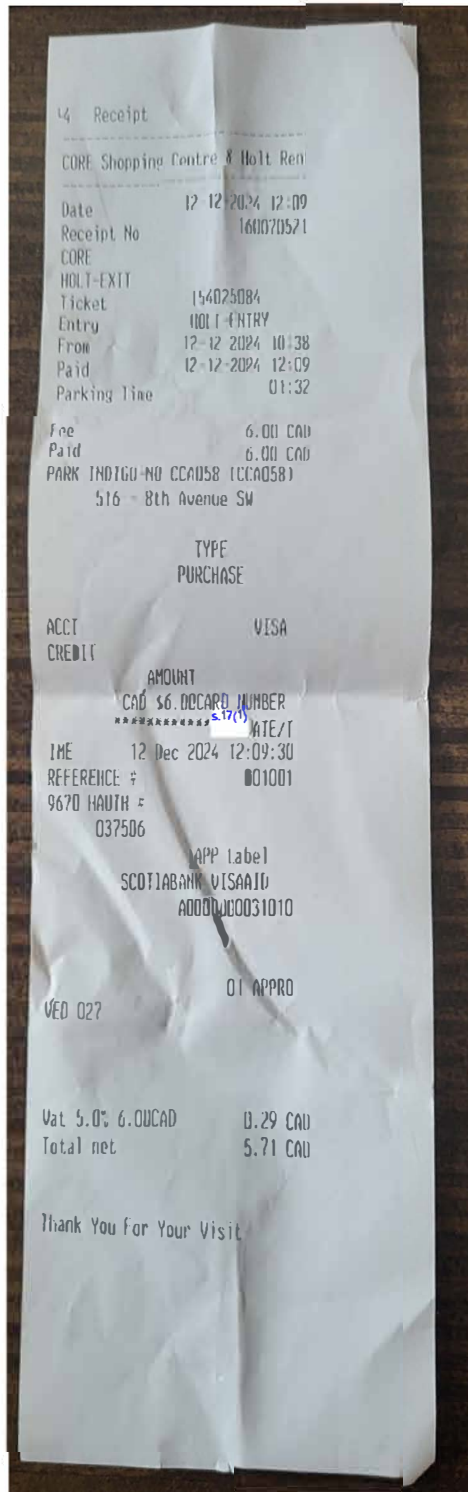 Receipt
CORE Shopping Centre & Holt Ren
Date 12-12-2024 12:09
Receipt No 160070521
CORE
HOLT-EXIT
Ticket 154025084
Entry HOLT-ENTRY
From 12-12-2024 10:38
Paid 12-12-2024 12:09
Parking Time 01:32
Fee 6.00 CAD
Paid 6.00 CAD
PARK INDIGO-NO CCA058 (CCA058)
516 - 8th Avenue SW
TYPE
PURCHASE
ACCT VISA
CREDIT
AMOUNT
CAD $6.00CARD NUMBER
************ s.17(1) ATE/T
IME 12 Dec 2024 12:09:30
REFERENCE # 001001
9670 HAUTH #
037506
APP Label
SCOTIABANK VISAAID
A0000000031010
01 APPRO
VED 027
Vat 5.0% 6.00CAD 0.29 CAD
Total net 5.71 CAD
Thank You For Your Visit